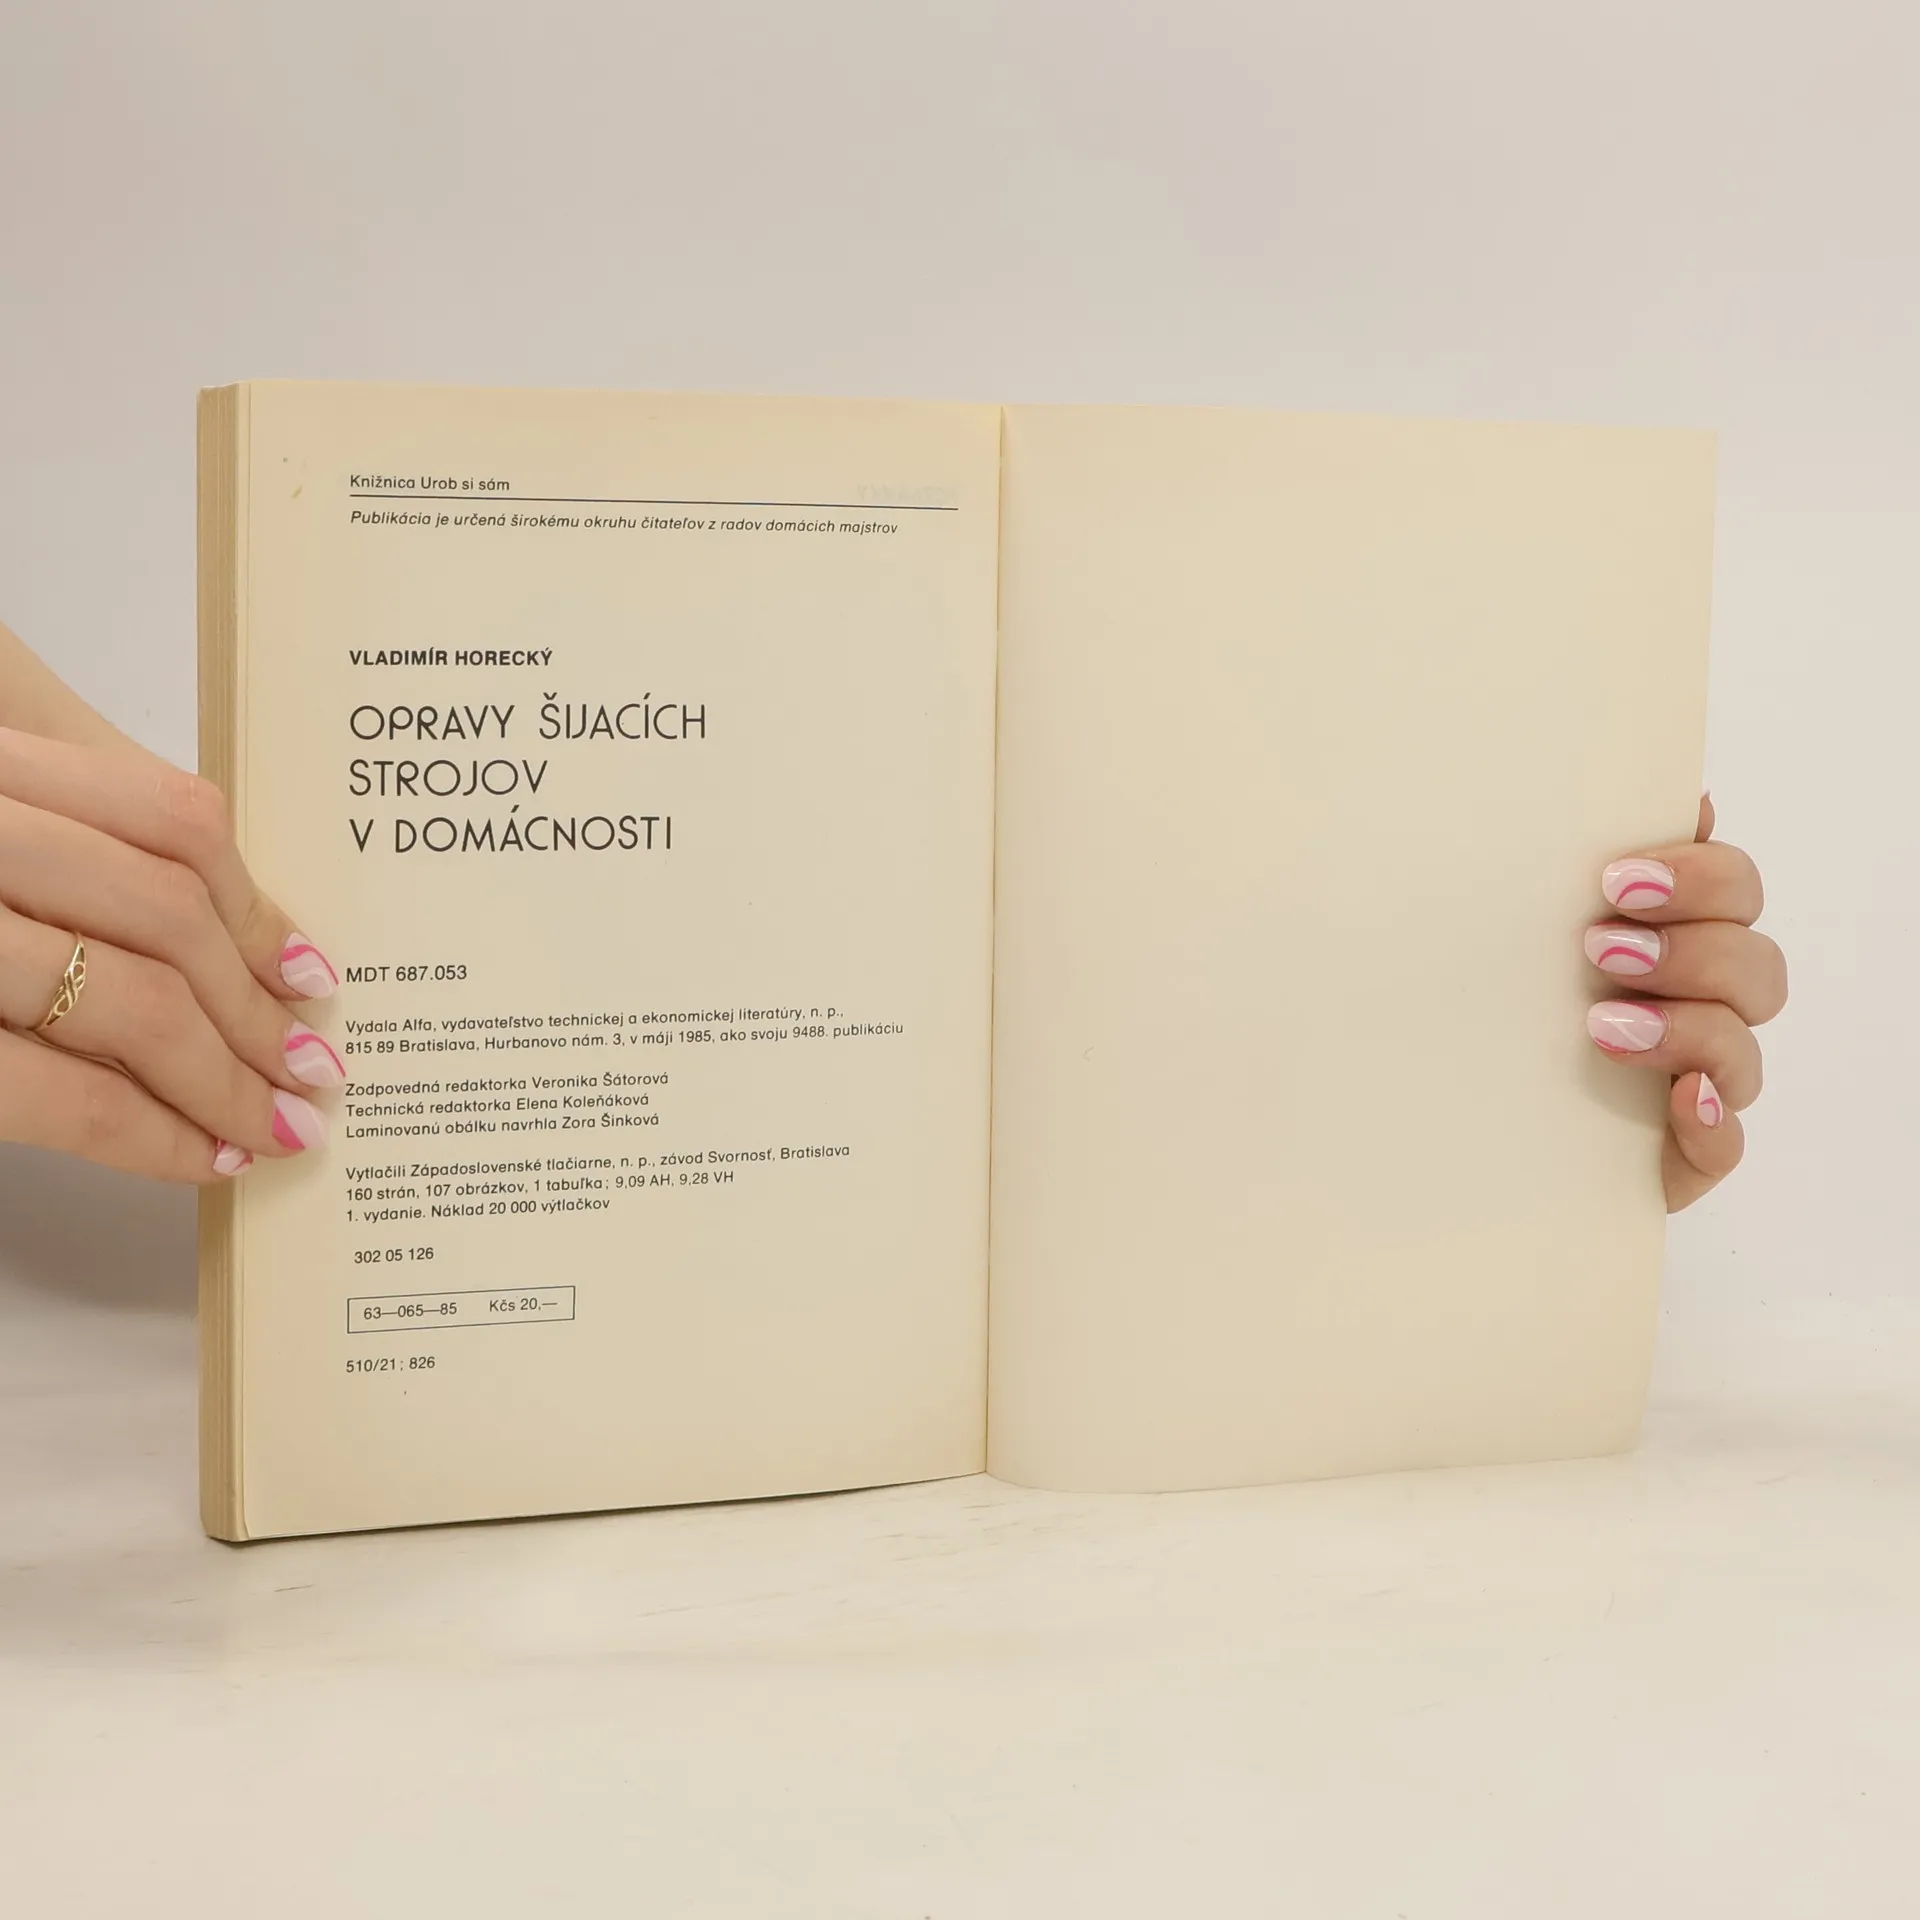 Knižnica Urob si sám
Publikácia je určená širokému okruhu čitateľov z radov domácich majstrov
VLADIMÍR HORECKÝ
OPRAVY ŠIJACÍCH
STROJOV
V DOMÁCNOSTI
MDT 687.053
Vydala Alfa, vydavateľstvo technickej a ekonomickej literatúry, n. p.,
815 89 Bratislava, Hurbanovo nám. 3, v máji 1985, ako svoju 9488. publikáciu
Zodpovedná redaktorka Veronika Šátorová
Technická redaktorka Elena Koleňáková
Laminovanú obálku navrhla Zora Šinková
Vytlačili Západoslovenské tlačiarne, n. p., závod Svornosť, Bratislava
160 strán, 107 obrázkov, 1 tabuľka; 9,09 AH, 9,28 VH
1. vydanie. Náklad 20 000 výtlačkov
302 05 126
63—065—85 Kčs 20,—
510/21; 826